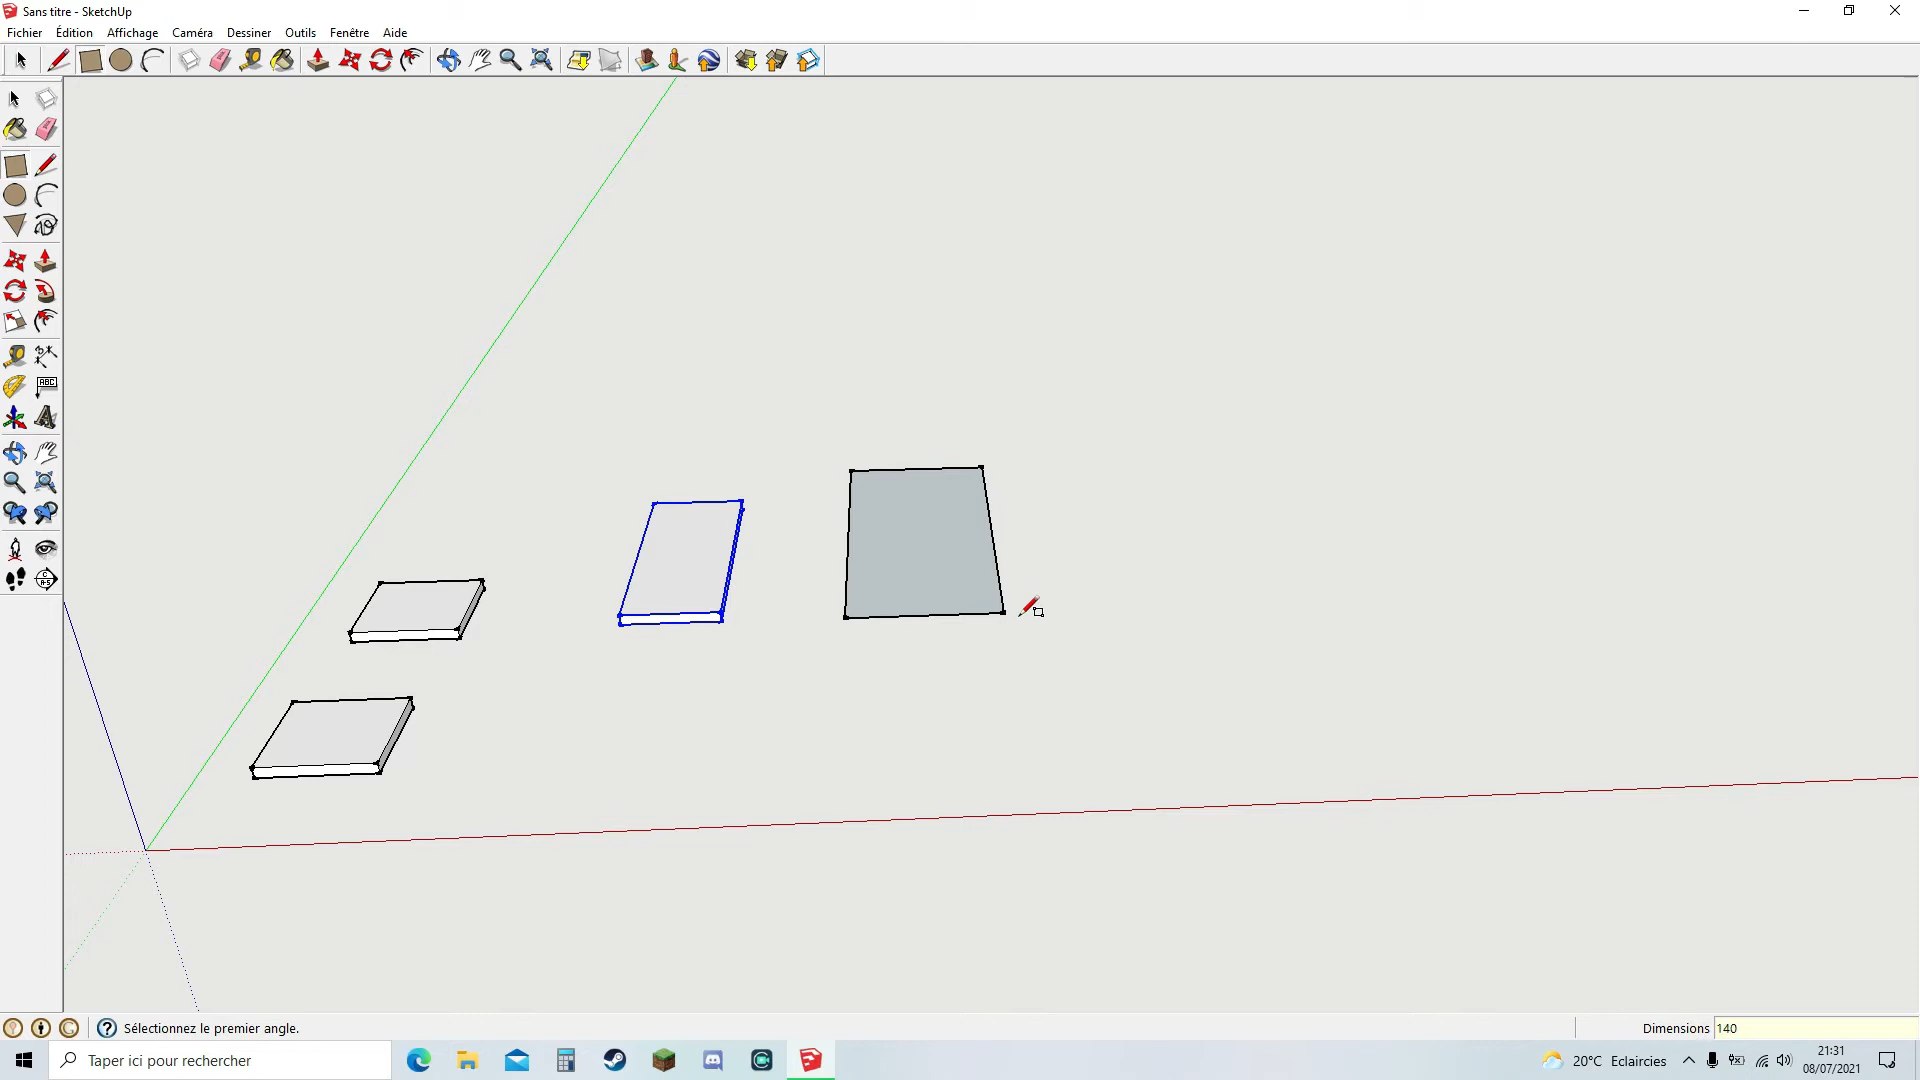 Sans titre - SketchUp
Fichier Édition Affichage Caméra Dessiner Outils Fenêtre Aide
ABC
A
Sélectionnez le premier angle.
Dimensions 140
Taper ici pour rechercher
20°C Eclaircies
21:31
08/07/2021